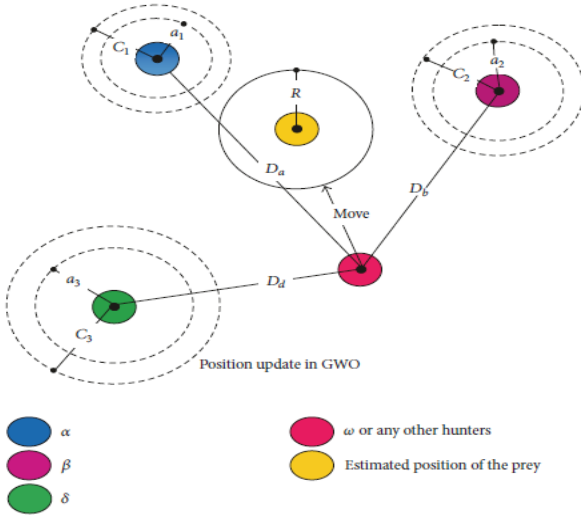 C1
a1
R
a2
C2
Da
Db
Move
a3
Dd
C3
Position update in GWO
α
ω or any other hunters
β
Estimated position of the prey
δ